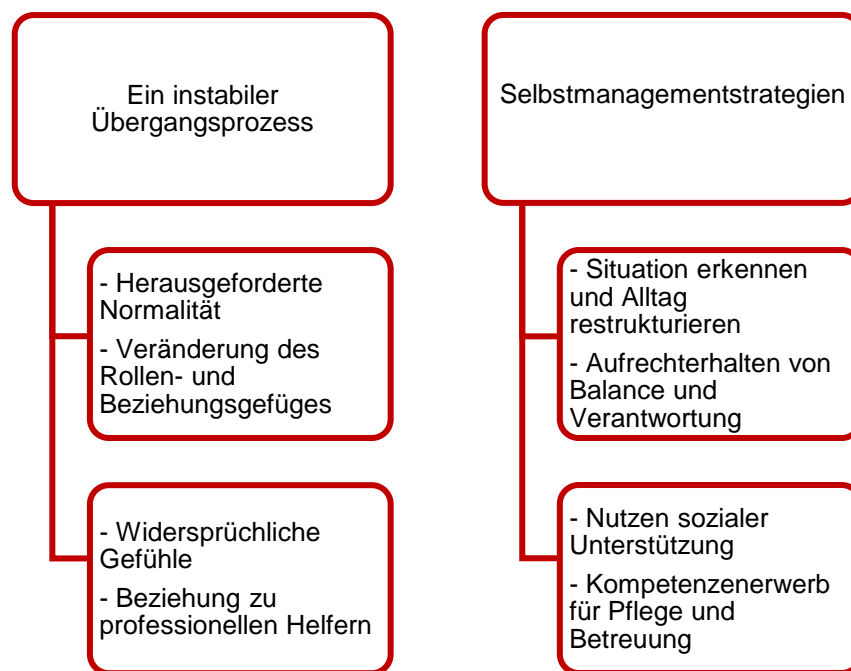 Ein instabiler
Übergangsprozess
- Herausgeforderte
Normalität
- Veränderung des
Rollen- und
Beziehungsgefüges
- Widersprüchliche
Gefühle
- Beziehung zu
professionellen Helfern
Selbstmanagementstrategien
- Situation erkennen
und Alltag
restrukturieren
- Aufrechterhalten von
Balance und
Verantwortung
- Nutzen sozialer
Unterstützung
- Kompetenzenerwerb
für Pflege und
Betreuung